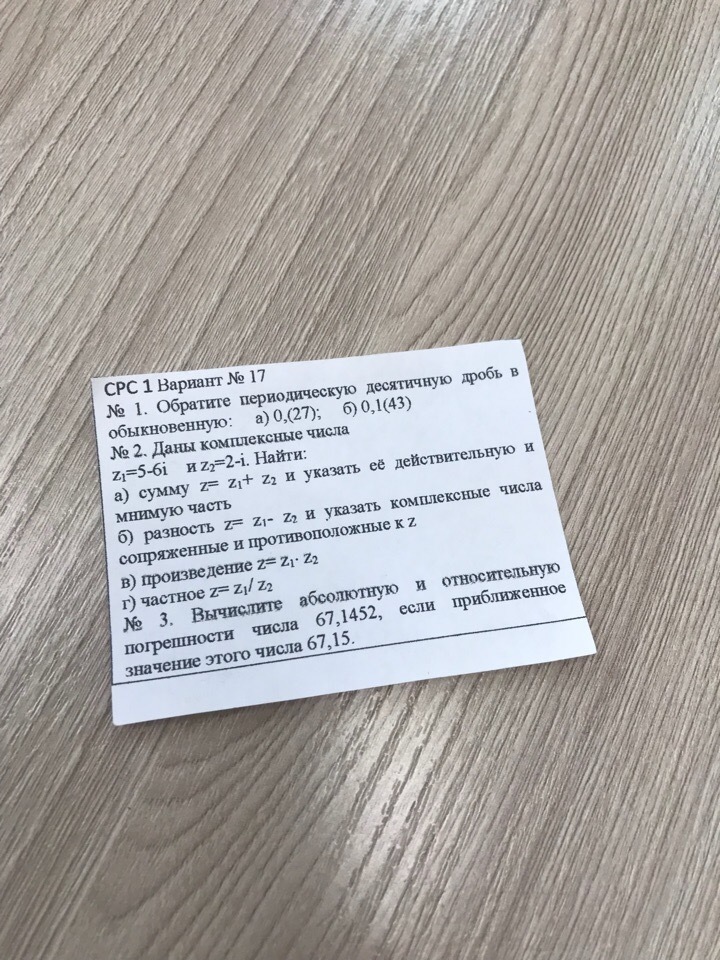 СРС 1 Вариант № 17
№ 1. Обратите периодическую десятичную дробь в
обыкновенную: а) 0,(27); б) 0,1(43)
№ 2. Даны комплексные числа
z₁=5-6i и z₂=2-i. Найти:
а) сумму z= z₁+ z₂ и указать её действительную и
мнимую часть
б) разность z= z₁- z₂ и указать комплексные числа
сопряженные и противоположные к z
в) произведение z= z₁· z₂
г) частное z= z₁/ z₂
№ 3. Вычислите абсолютную и относительную
погрешности числа 67,1452, если приближенное
значение этого числа 67,15.